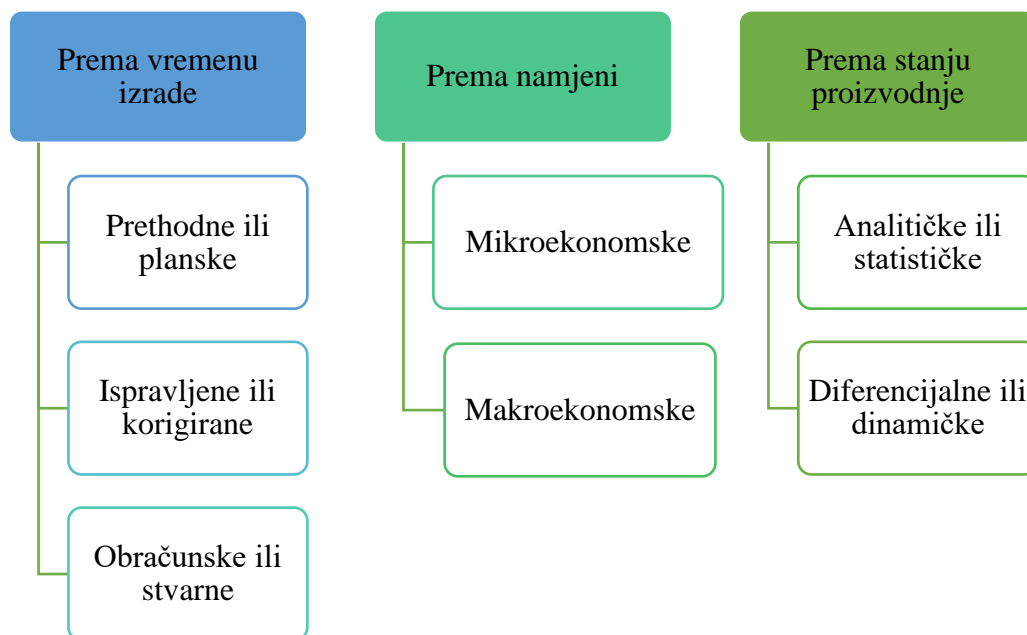 Prema vremenu
izrade
Prethodne ili
planske
Ispravljene ili
korigirane
Obračunske ili
stvarne
Prema namjeni
Mikroekonomske
Makroekonomske
Prema stanju
proizvodnje
Analitičke ili
statističke
Diferencijalne ili
dinamičke